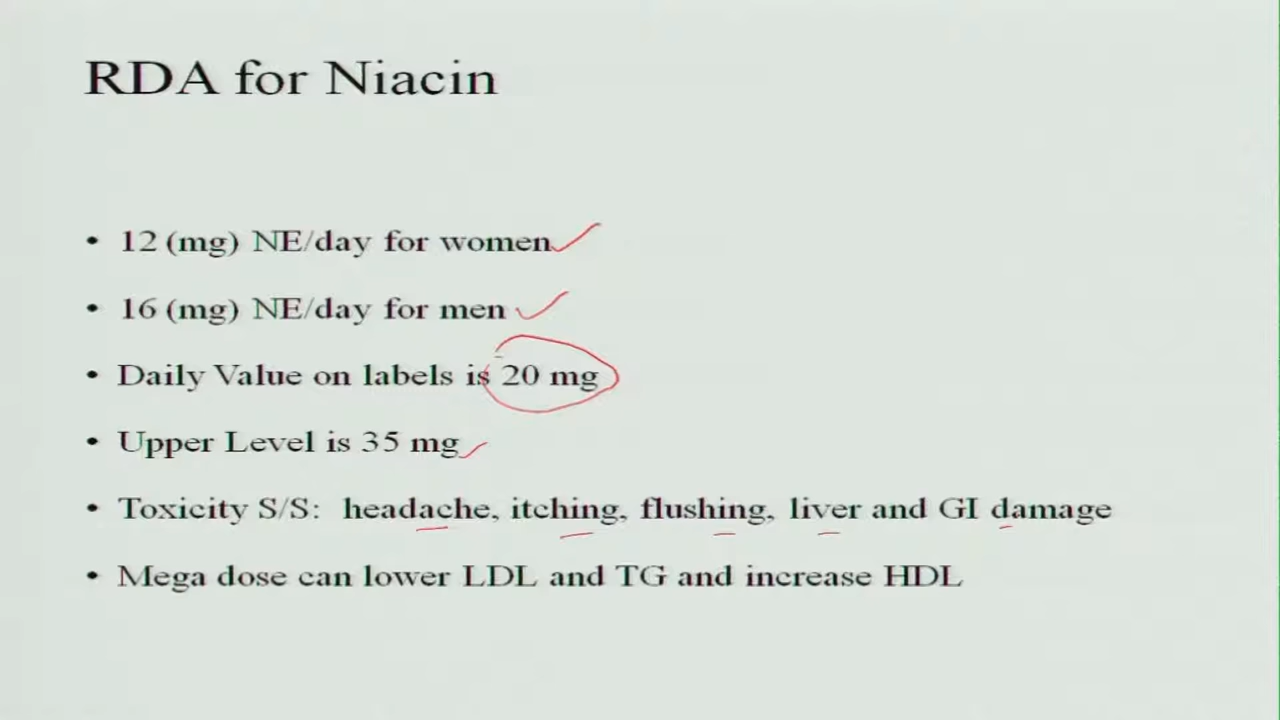 RDA for Niacin
• 12 (mg) NE/day for women
• 16 (mg) NE/day for men
• Daily Value on labels is 20 mg
• Upper Level is 35 mg
• Toxicity S/S: headache, itching, flushing, liver and GI damage
• Mega dose can lower LDL and TG and increase HDL